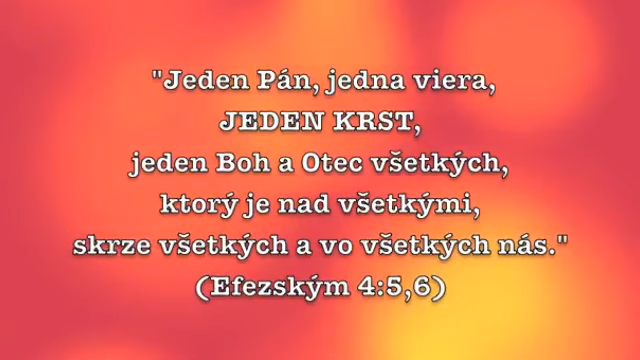 "Jeden Pán, jedna viera,
JEDEN KRST,
jeden Boh a Otec všetkých,
ktorý je nad všetkými,
skrze všetkých a vo všetkých nás."
(Efezským 4:5,6)